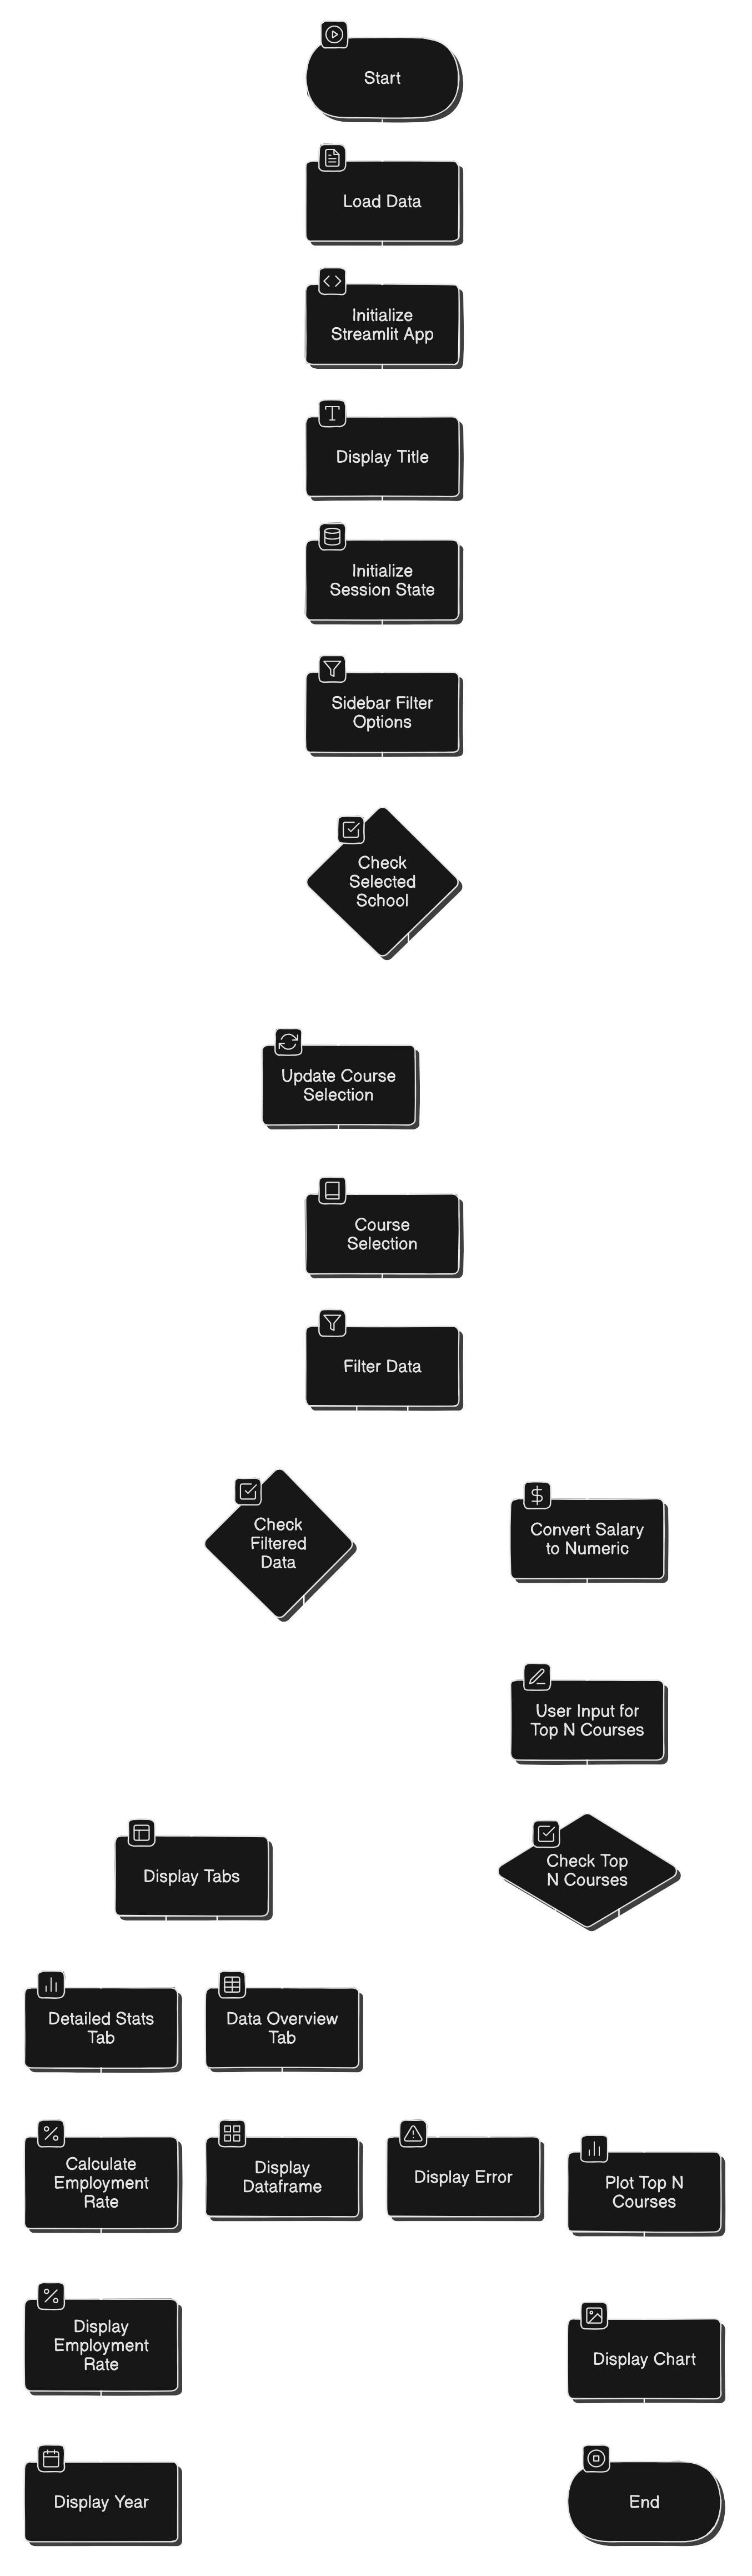 Start
Load Data
Initialize
Streamlit App
Display Title
Initialize
Session State
Sidebar Filter
Options
Check
Selected
School
Update Course
Selection
Course
Selection
Filter Data
Check
Filtered
Data
Convert Salary
to Numeric
User Input for
Top N Courses
Display Tabs
Check Top
N Courses
Detailed Stats
Tab
Data Overview
Tab
Calculate
Employment
Rate
Display
Dataframe
Display Error
Plot Top N
Courses
Display
Employment
Rate
Display Chart
Display Year
End